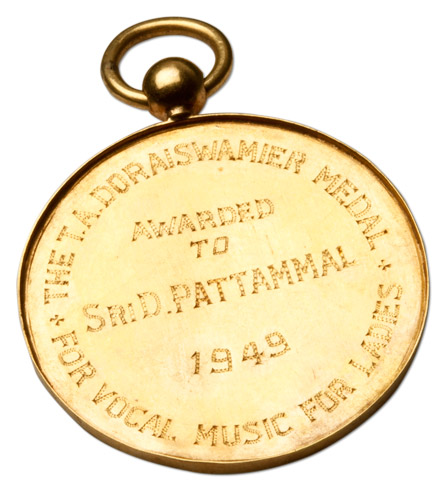 THE T.A.DORAISWAMIER MEDAL
AWARDED
TO
SRI D. PATTAMMAL
1949
FOR VOCAL MUSIC FOR LADIES